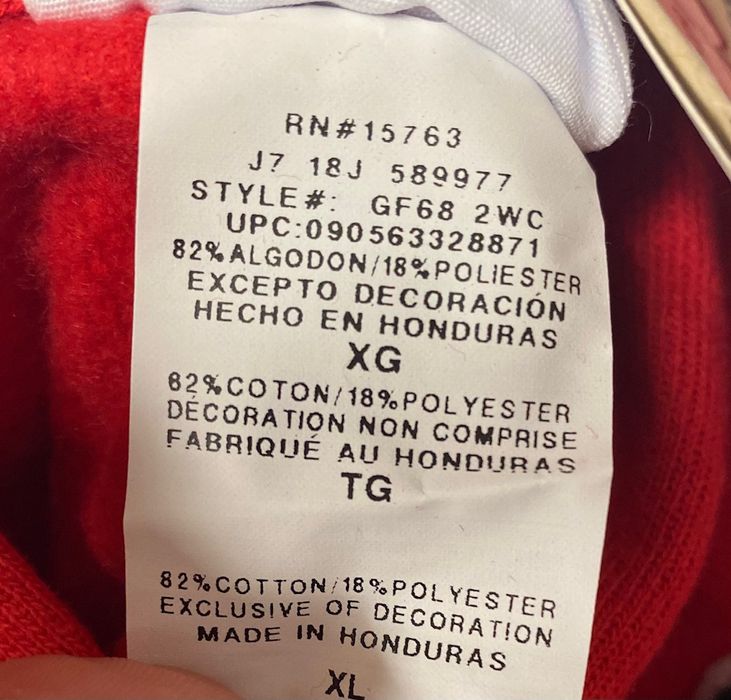 RN#15763
J7 18J 589977
STYLE#: GF68 2WC
UPC:090563328871
82%ALGODON/18%POLIESTER
EXCEPTO DECORACIÓN
HECHO EN HONDURAS
XG
82%COTON/18%POLYESTER
DÉCORATION NON COMPRISE
FABRIQUÉ AU HONDURAS
TG
82%COTTON/18%POLYESTER
EXCLUSIVE OF DECORATION
MADE IN HONDURAS
XL